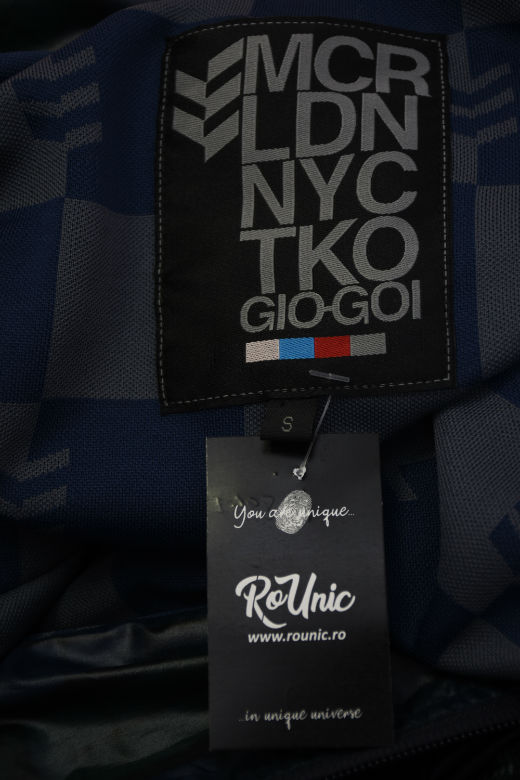 MCR
LDN
NYC
TKO
GIO-GOI
S
You are unique..
RoUnic
www.rounic.ro
..in unique universe